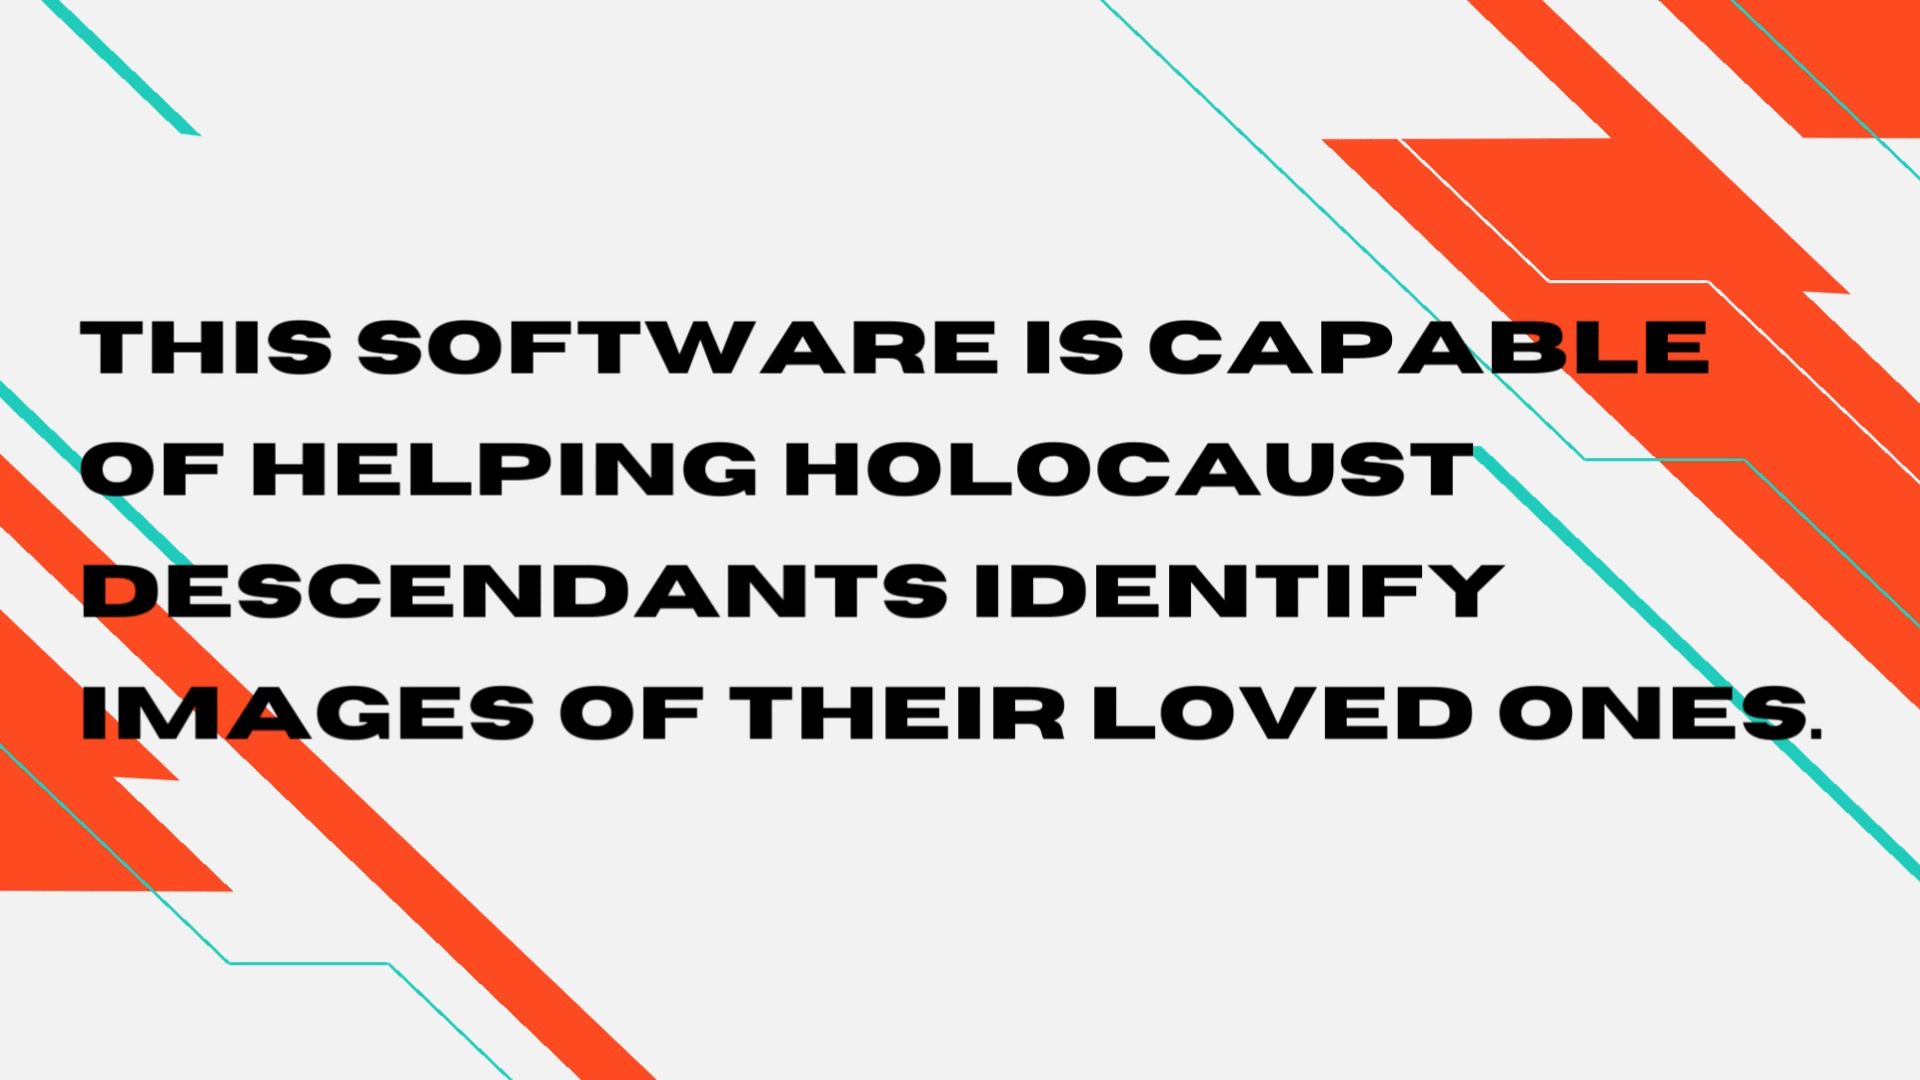 THIS SOFTWARE IS CAPABLE
OF HELPING HOLOCAUST
DESCENDANTS IDENTIFY
IMAGES OF THEIR LOVED ONES.